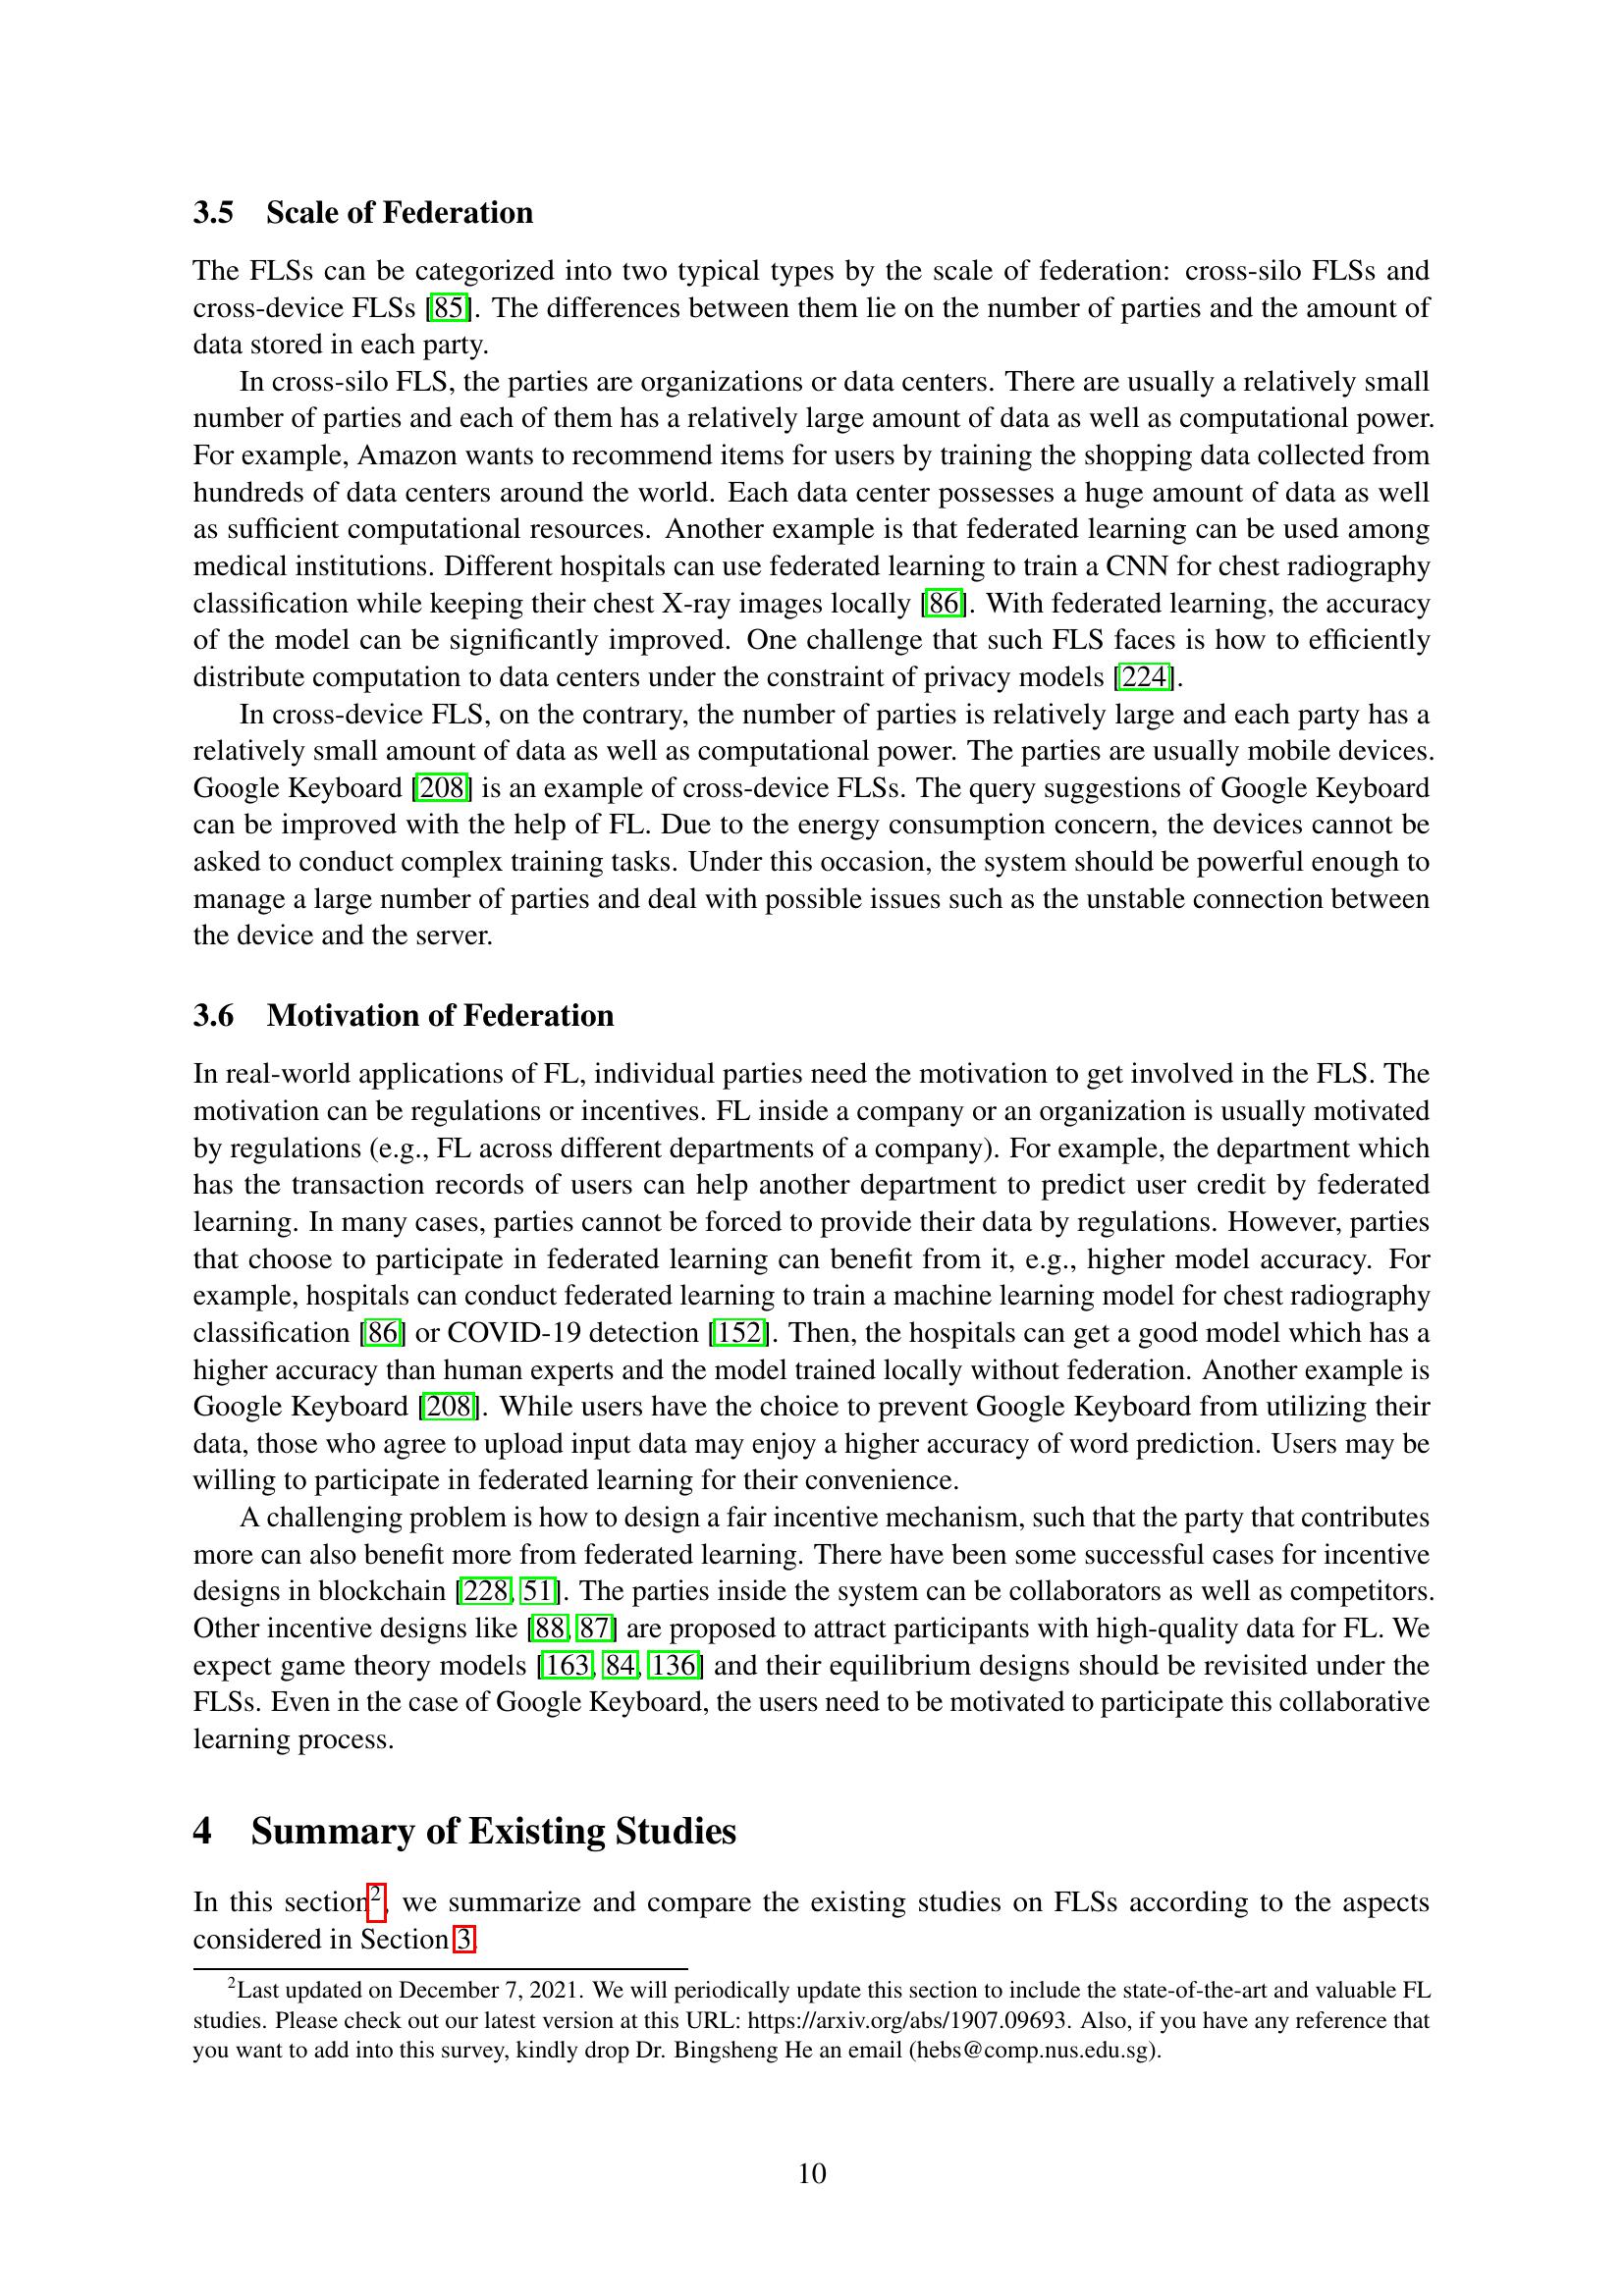 3.5 Scale of Federation
The FLSs can be categorized into two typical types by the scale of federation: cross-silo FLSs and
cross-device FLSs [85]. The differences between them lie on the number of parties and the amount of
data stored in each party.
In cross-silo FLS, the parties are organizations or data centers. There are usually a relatively small
number of parties and each of them has a relatively large amount of data as well as computational power.
For example, Amazon wants to recommend items for users by training the shopping data collected from
hundreds of data centers around the world. Each data center possesses a huge amount of data as well
as sufficient computational resources. Another example is that federated learning can be used among
medical institutions. Different hospitals can use federated learning to train a CNN for chest radiography
classification while keeping their chest X-ray images locally [86]. With federated learning, the accuracy
of the model can be significantly improved. One challenge that such FLS faces is how to efficiently
distribute computation to data centers under the constraint of privacy models [224].
In cross-device FLS, on the contrary, the number of parties is relatively large and each party has a
relatively small amount of data as well as computational power. The parties are usually mobile devices.
Google Keyboard [208] is an example of cross-device FLSs. The query suggestions of Google Keyboard
can be improved with the help of FL. Due to the energy consumption concern, the devices cannot be
asked to conduct complex training tasks. Under this occasion, the system should be powerful enough to
manage a large number of parties and deal with possible issues such as the unstable connection between
the device and the server.
3.6 Motivation of Federation
In real-world applications of FL, individual parties need the motivation to get involved in the FLS. The
motivation can be regulations or incentives. FL inside a company or an organization is usually motivated
by regulations (e.g., FL across different departments of a company). For example, the department which
has the transaction records of users can help another department to predict user credit by federated
learning. In many cases, parties cannot be forced to provide their data by regulations. However, parties
that choose to participate in federated learning can benefit from it, e.g., higher model accuracy. For
example, hospitals can conduct federated learning to train a machine learning model for chest radiography
classification [86] or COVID-19 detection [152]. Then, the hospitals can get a good model which has a
higher accuracy than human experts and the model trained locally without federation. Another example is
Google Keyboard [208]. While users have the choice to prevent Google Keyboard from utilizing their
data, those who agree to upload input data may enjoy a higher accuracy of word prediction. Users may be
willing to participate in federated learning for their convenience.
A challenging problem is how to design a fair incentive mechanism, such that the party that contributes
more can also benefit more from federated learning. There have been some successful cases for incentive
designs in blockchain [228, 51]. The parties inside the system can be collaborators as well as competitors.
Other incentive designs like [88, 87] are proposed to attract participants with high-quality data for FL. We
expect game theory models [163, 84, 136] and their equilibrium designs should be revisited under the
FLSs. Even in the case of Google Keyboard, the users need to be motivated to participate this collaborative
learning process.
4 Summary of Existing Studies
In this section2, we summarize and compare the existing studies on FLSs according to the aspects
considered in Section 3.
2Last updated on December 7, 2021. We will periodically update this section to include the state-of-the-art and valuable FL
studies. Please check out our latest version at this URL: https://arxiv.org/abs/1907.09693. Also, if you have any reference that
you want to add into this survey, kindly drop Dr. Bingsheng He an email (hebs@comp.nus.edu.sg).
10